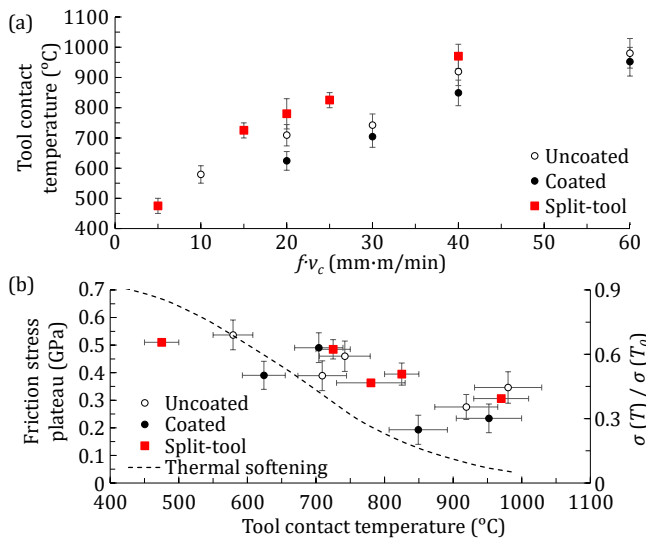 (a)
Tool contact
temperature (°C)
1100
1000
900
800
700
600
500
400
0
10
20
30
40
50
60
f·v_c (mm·m/min)
Uncoated
Coated
Split-tool
(b)
Friction stress
plateau (GPa)
0.7
0.6
0.5
0.4
0.3
0.2
0.1
0
0.9
0.6
0.3
0
σ (T) / σ (T₀)
Uncoated
Coated
Split-tool
Thermal softening
400
500
600
700
800
900
1000
1100
Tool contact temperature (°C)